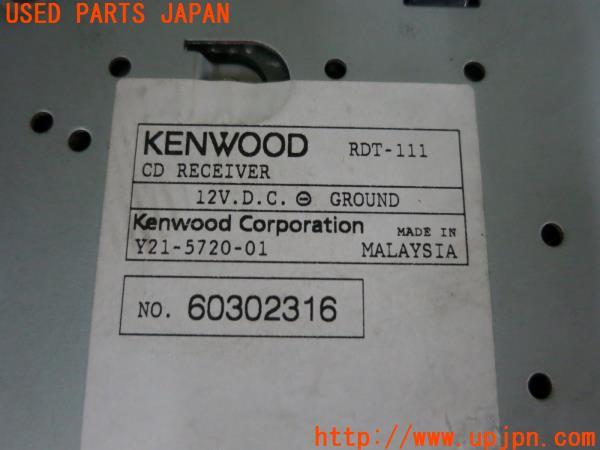 USED PARTS JAPAN
KENWOOD RDT-111
CD RECEIVER
12V.D.C. ⊖ GROUND
Kenwood Corporation MADE IN
Y21-5720-01 MALAYSIA
NO. 60302316
http://www.upjpn.com/